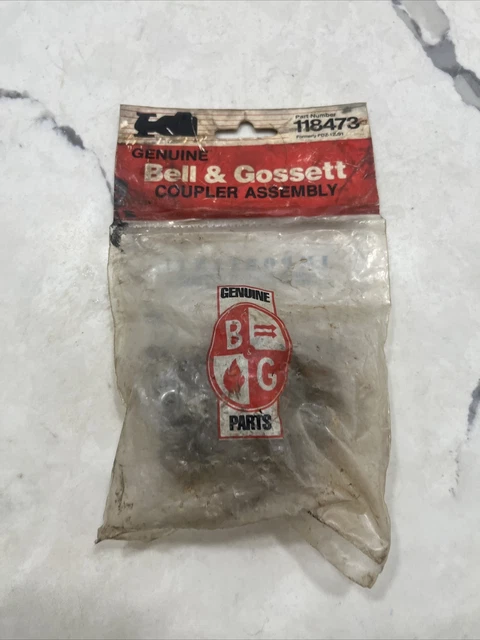 Part Number
118473
GENUINE
Bell & Gossett
COUPLER ASSEMBLY
GENUINE
B
G
PARTS